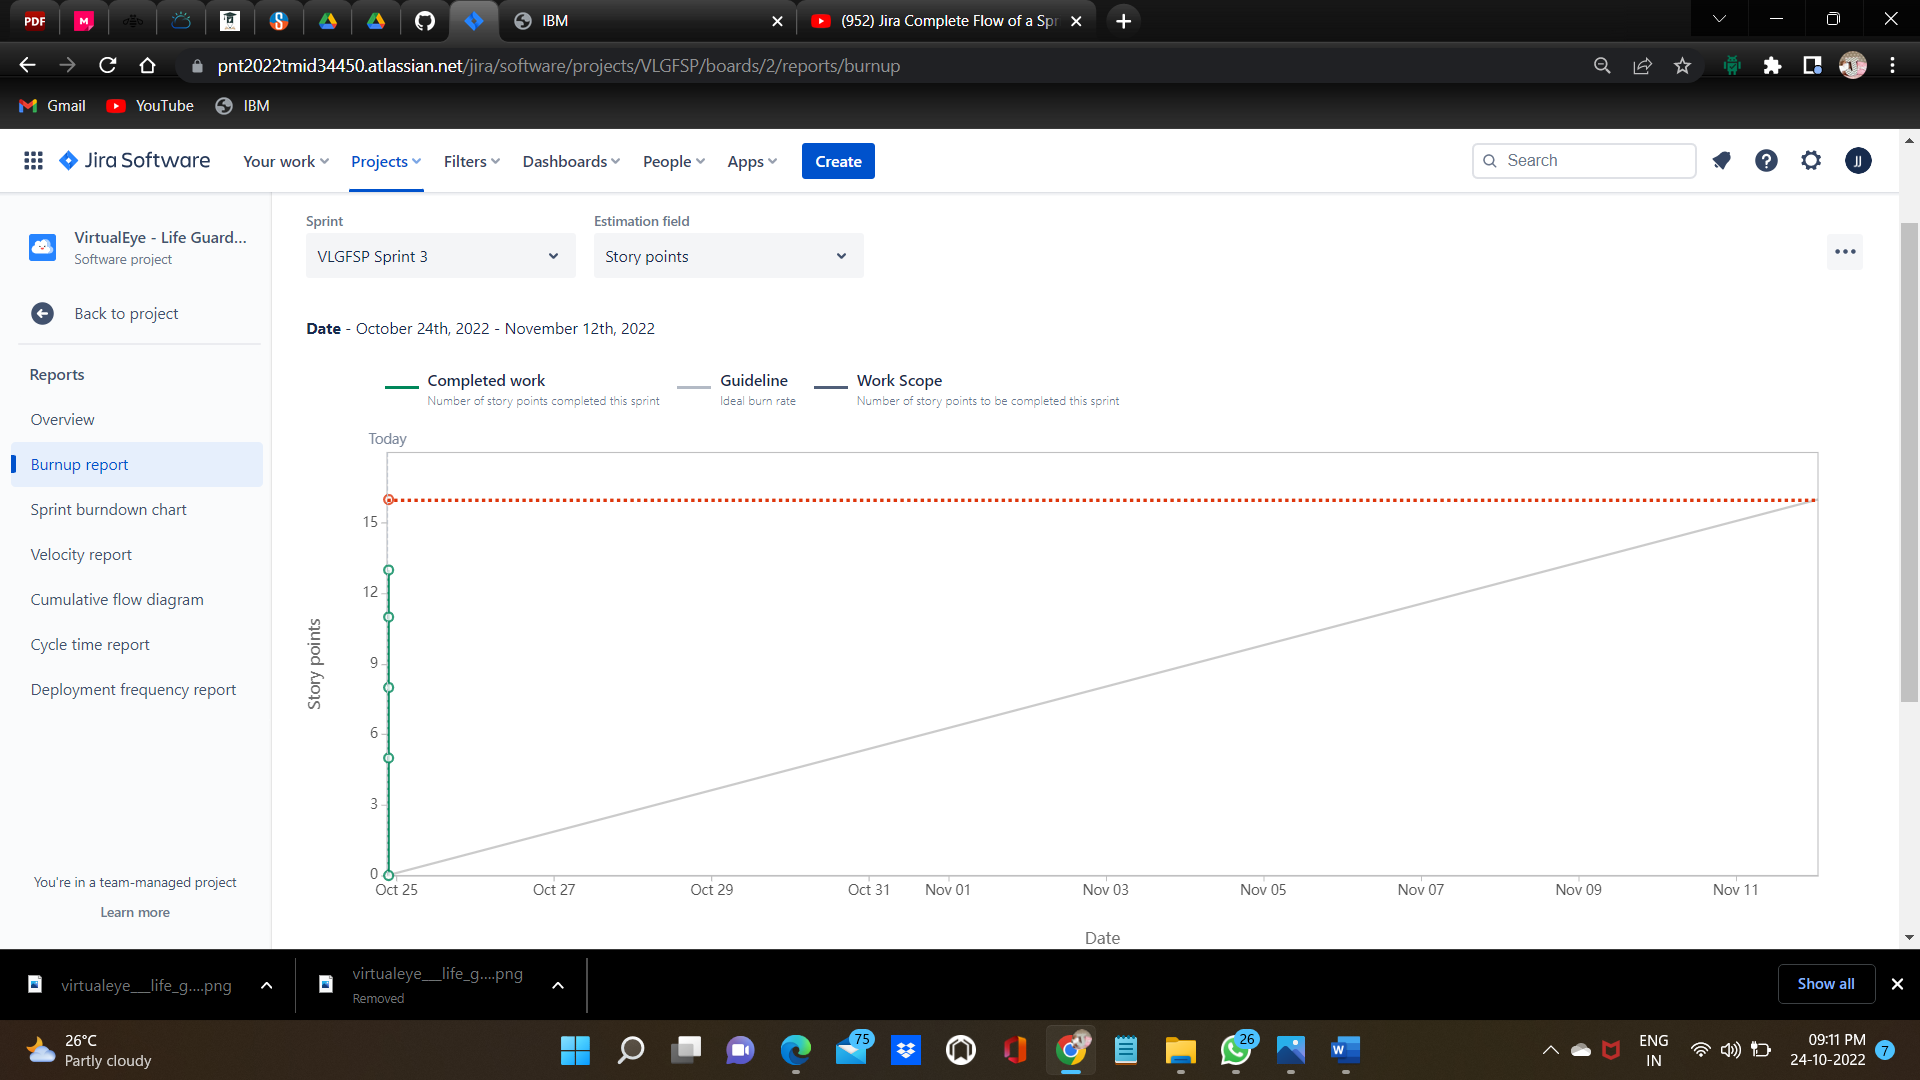 PDF
IBM
(952) Jira Complete Flow of a Spr
pnt2022tmid34450.atlassian.net/jira/software/projects/VLGFSP/boards/2/reports/burnup
Gmail
YouTube
IBM
Jira Software
Your work
Projects
Filters
Dashboards
People
Apps
Create
Search
JJ
VirtualEye - Life Guard...
Software project
Back to project
Reports
Overview
Burnup report
Sprint burndown chart
Velocity report
Cumulative flow diagram
Cycle time report
Deployment frequency report
You're in a team-managed project
Learn more
Sprint
VLGFSP Sprint 3
Estimation field
Story points
Date - October 24th, 2022 - November 12th, 2022
Completed work
Number of story points completed this sprint
Guideline
Ideal burn rate
Work Scope
Number of story points to be completed this sprint
Today
15
12
9
6
3
0
Story points
Oct 25
Oct 27
Oct 29
Oct 31
Nov 01
Nov 03
Nov 05
Nov 07
Nov 09
Nov 11
Date
virtualeye___life_g....png
virtualeye___life_g....png
Removed
Show all
26°C
Partly cloudy
75
26
ENG
IN
09:11 PM
24-10-2022
7